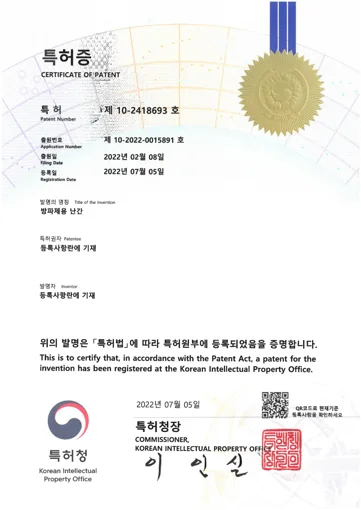 특허증
CERTIFICATE OF PATENT
특 허
Patent Number
제 10-2418693 호
출원번호
Application Number
제 10-2022-0015891 호
출원일
Filing Date
2022년 02월 08일
등록일
Registration Date
2022년 07월 05일
발명의 명칭 Title of the Invention
방파제용 난간
특허권자 Patentee
등록사항란에 기재
발명자 Inventor
등록사항란에 기재
위의 발명은 「특허법」에 따라 특허원부에 등록되었음을 증명합니다.
This is to certify that, in accordance with the Patent Act, a patent for the
invention has been registered at the Korean Intellectual Property Office.
2022년 07월 05일
QR코드로 현재기준
등록사항을 확인하세요
특허청장
COMMISSIONER,
KOREAN INTELLECTUAL PROPERTY OFFICE
이 인 실
특허청
Korean Intellectual
Property Office